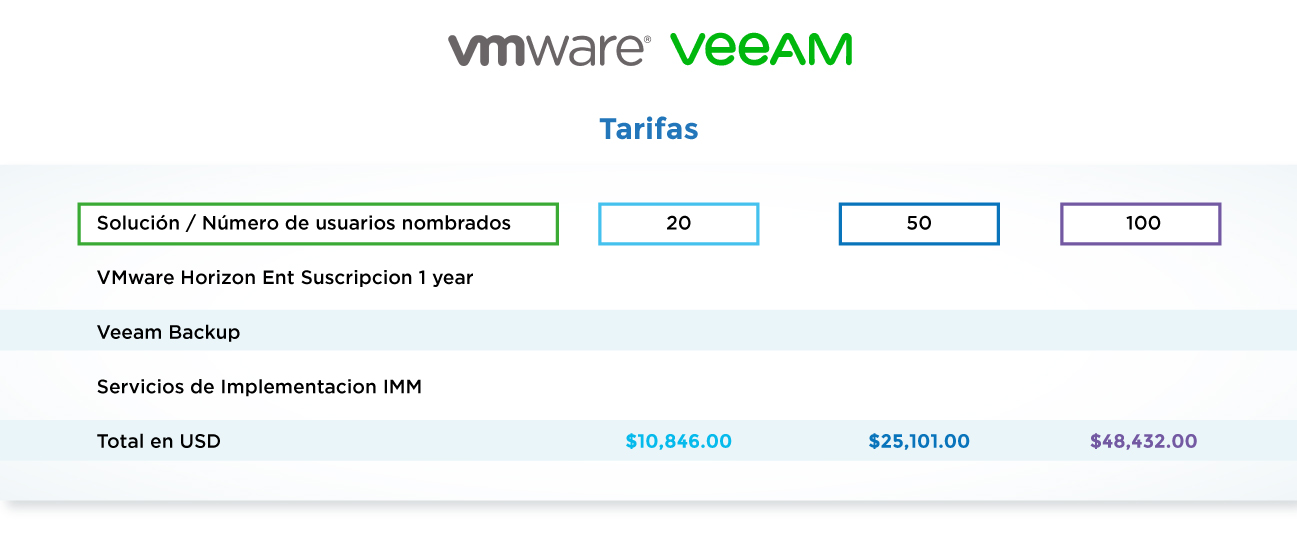 vmware® veeAM
Tarifas
Solución / Número de usuarios nombrados 20 50 100
VMware Horizon Ent Suscripcion 1 year
Veeam Backup
Servicios de Implementacion IMM
Total en USD $10,846.00 $25,101.00 $48,432.00